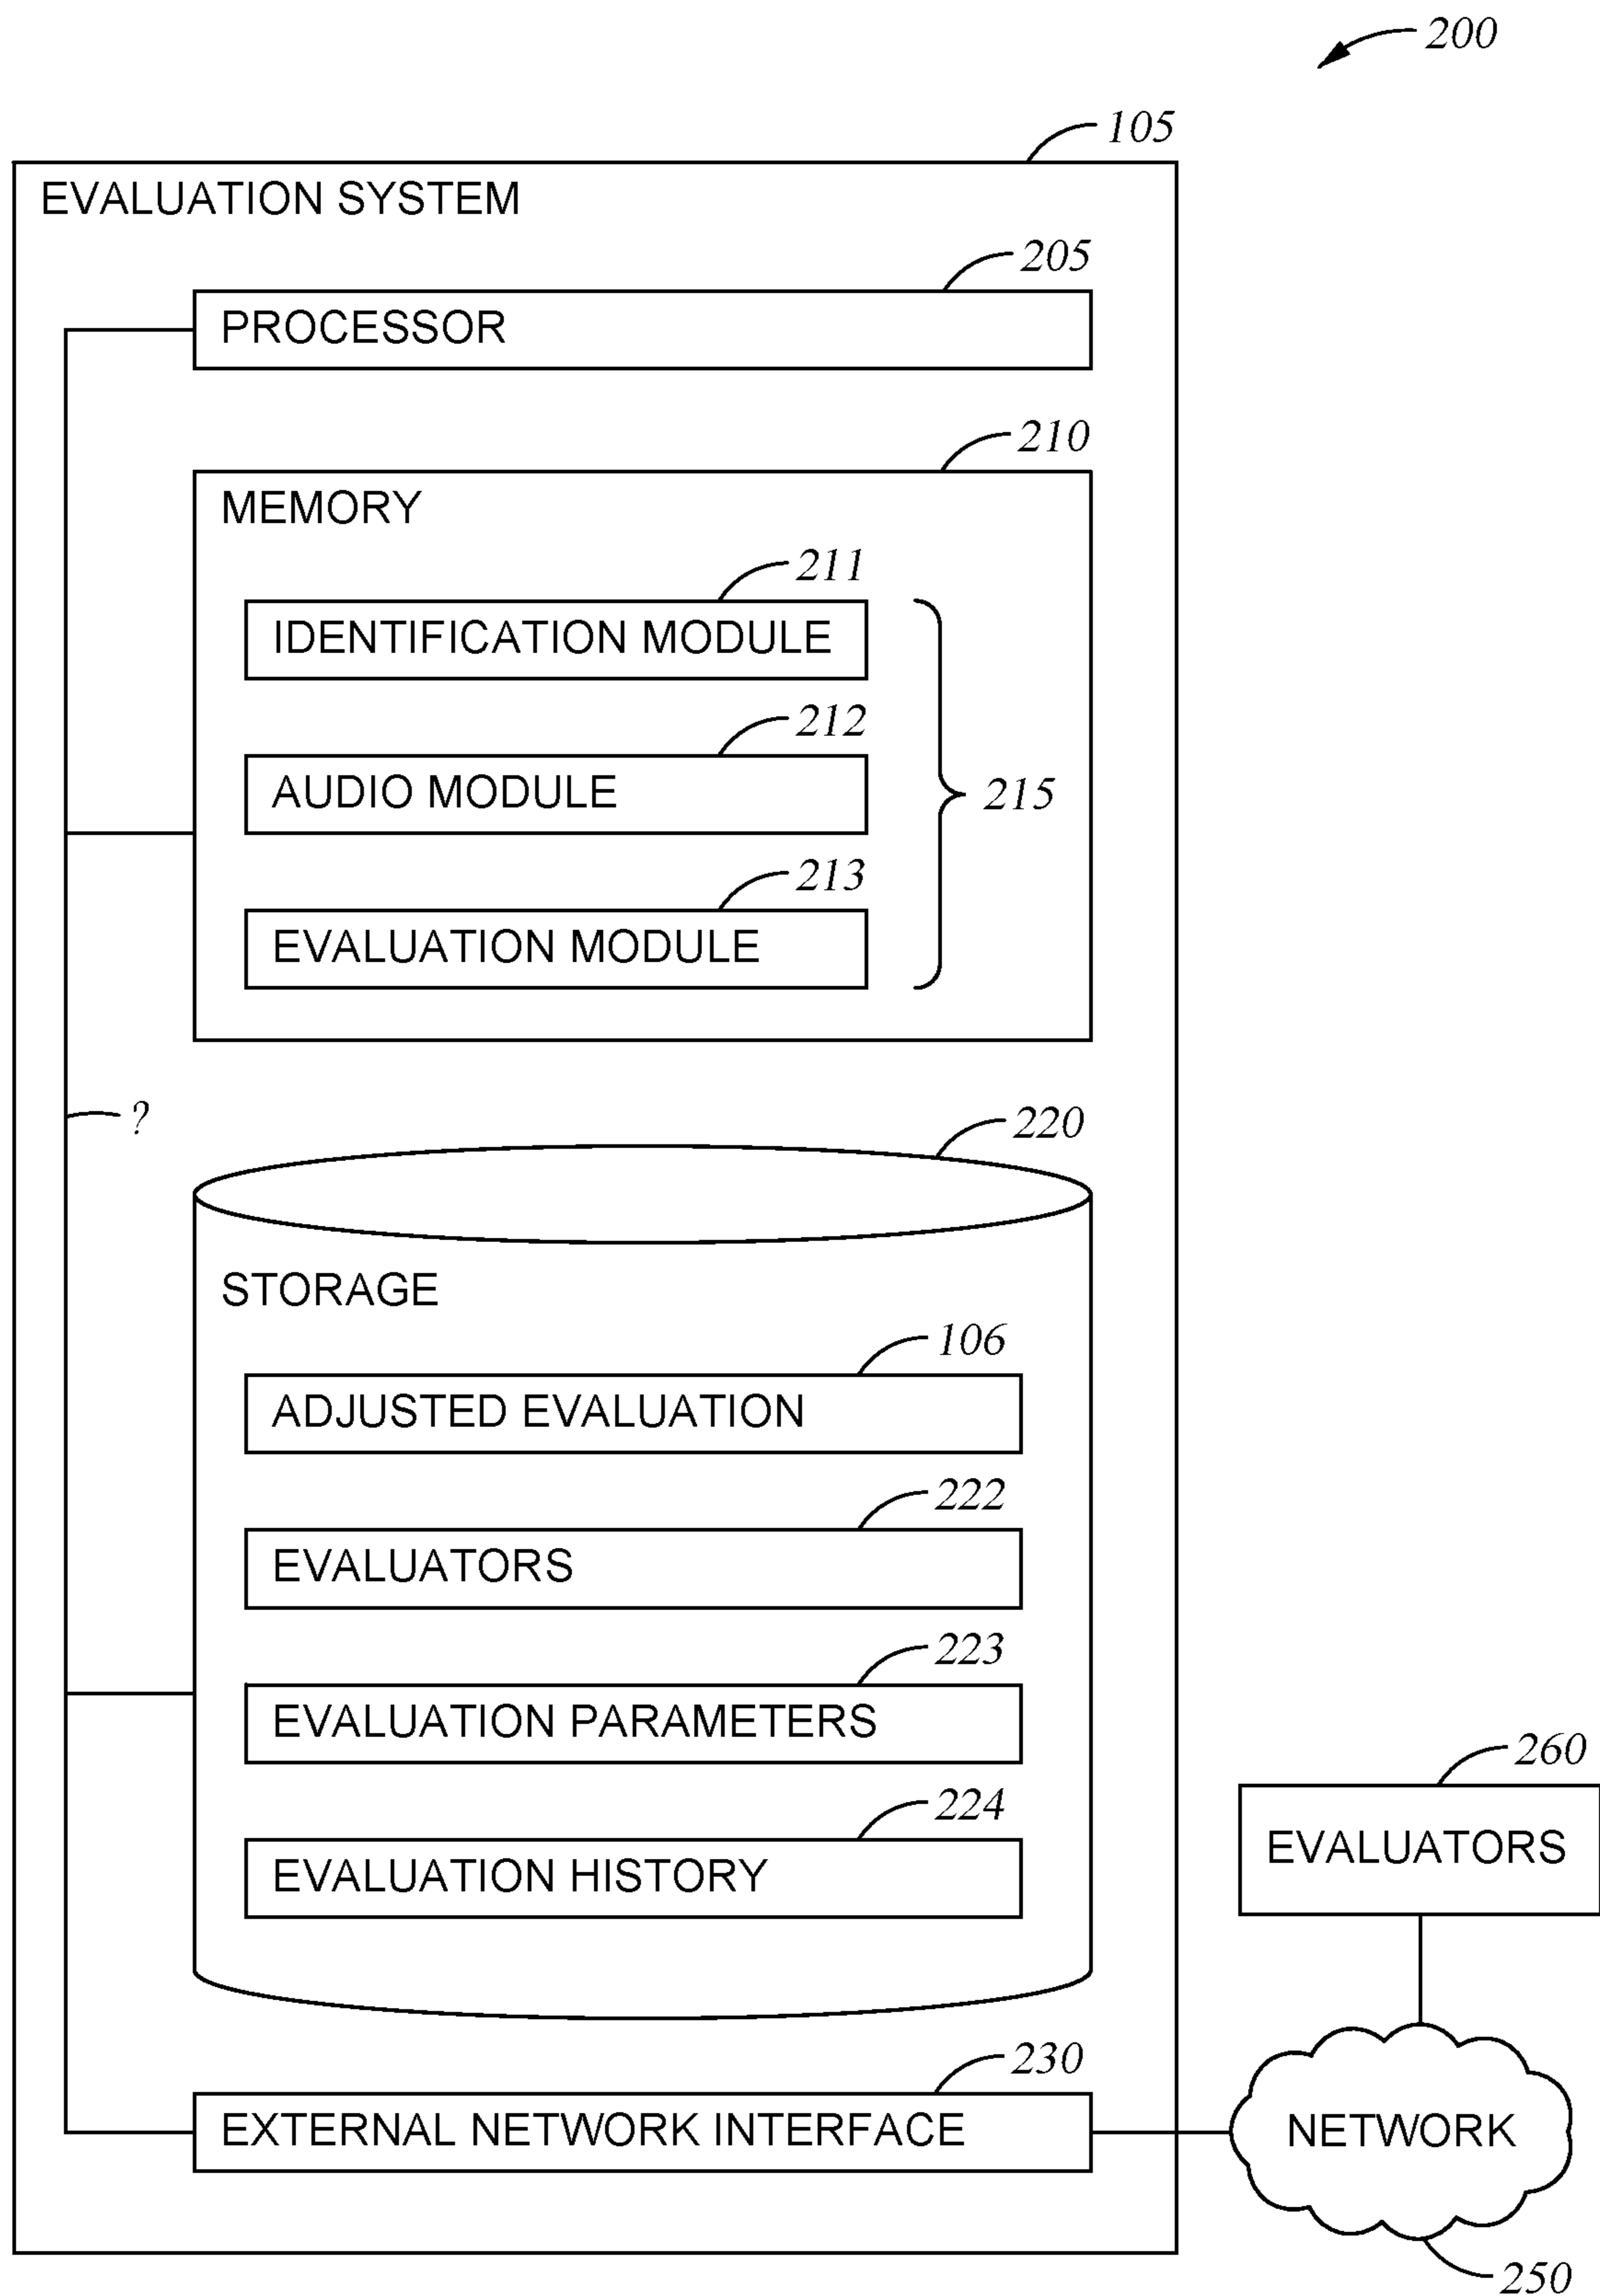 200
105
EVALUATION SYSTEM
205
PROCESSOR
210
MEMORY
211
IDENTIFICATION MODULE
212
AUDIO MODULE
215
213
EVALUATION MODULE
?
220
STORAGE
106
ADJUSTED EVALUATION
222
EVALUATORS
223
EVALUATION PARAMETERS
224
EVALUATION HISTORY
260
EVALUATORS
230
EXTERNAL NETWORK INTERFACE
NETWORK
250